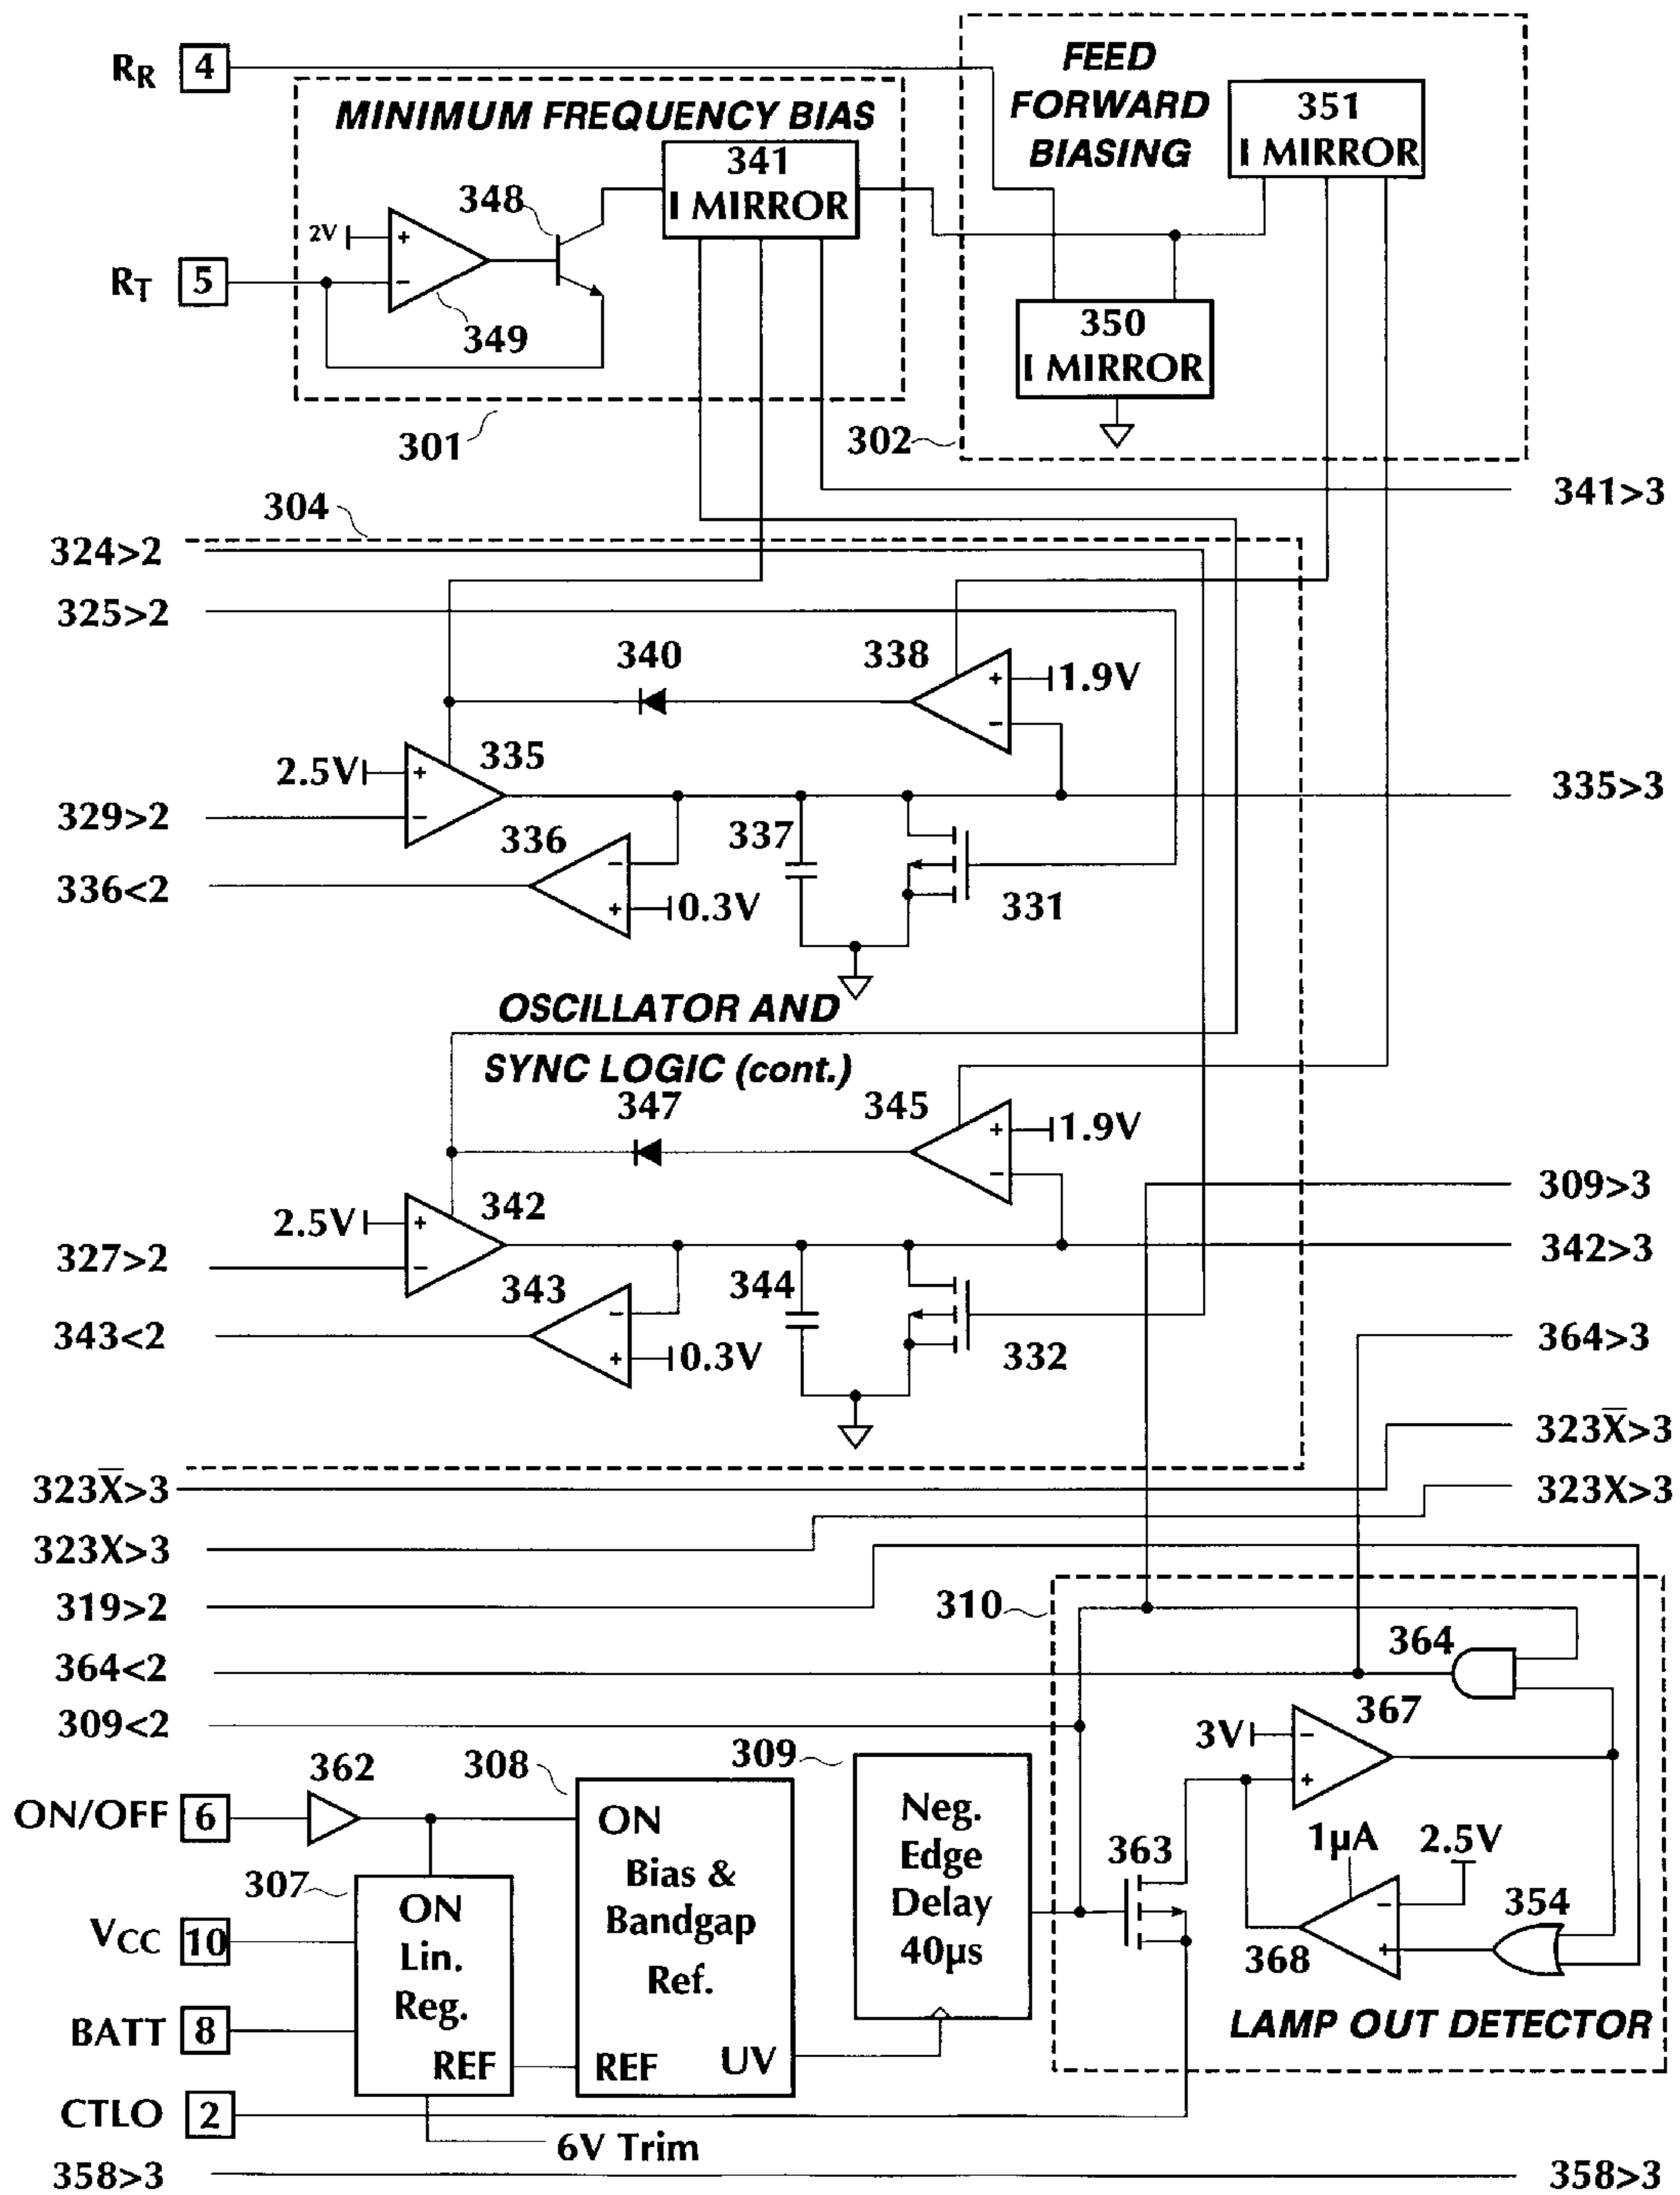 RR 4
FEED
FORWARD
BIASING
351
I MIRROR
MINIMUM FREQUENCY BIAS
341
I MIRROR
348
2V
+
RT 5
−
349
350
I MIRROR
301
302
341>3
304
324>2
325>2
340
338
+
1.9V
−
335
2.5V
+
335>3
329>2
−
336
−
337
336<2
+
0.3V
331
OSCILLATOR AND
SYNC LOGIC (cont.)
347
345
+
1.9V
−
309>3
342
2.5V
+
342>3
327>2
−
343
−
344
343<2
+
0.3V
332
364>3
323X̅>3
323X̅>3
323X>3
323X>3
319>2
310
364
364<2
367
309<2
3V
−
+
362
308
309
ON/OFF 6
ON
Bias &
Bandgap
Ref.
REF
UV
Neg.
Edge
Delay
40µs
363
1µA
2.5V
354
−
+
368
307
ON
Lin.
Reg.
REF
VCC 10
BATT 8
LAMP OUT DETECTOR
CTLO 2
6V Trim
358>3
358>3